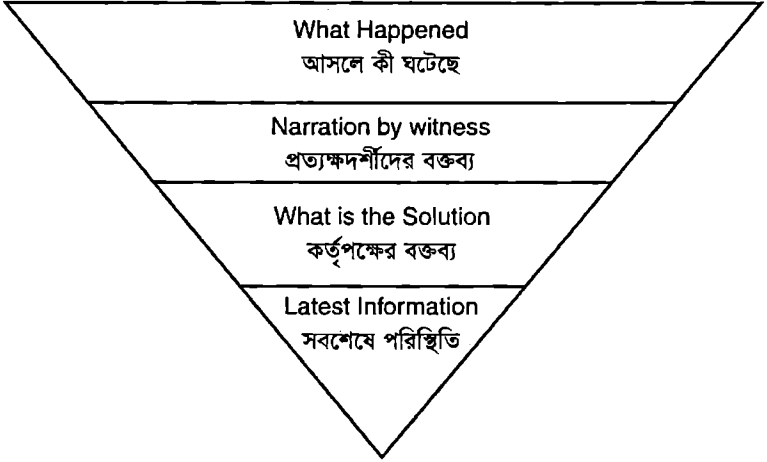 What Happened
আসলে কী ঘটেছে
Narration by witness
প্রত্যক্ষদর্শীদের বক্তব্য
What is the Solution
কর্তৃপক্ষের বক্তব্য
Latest Information
সবশেষে পরিস্থিতি